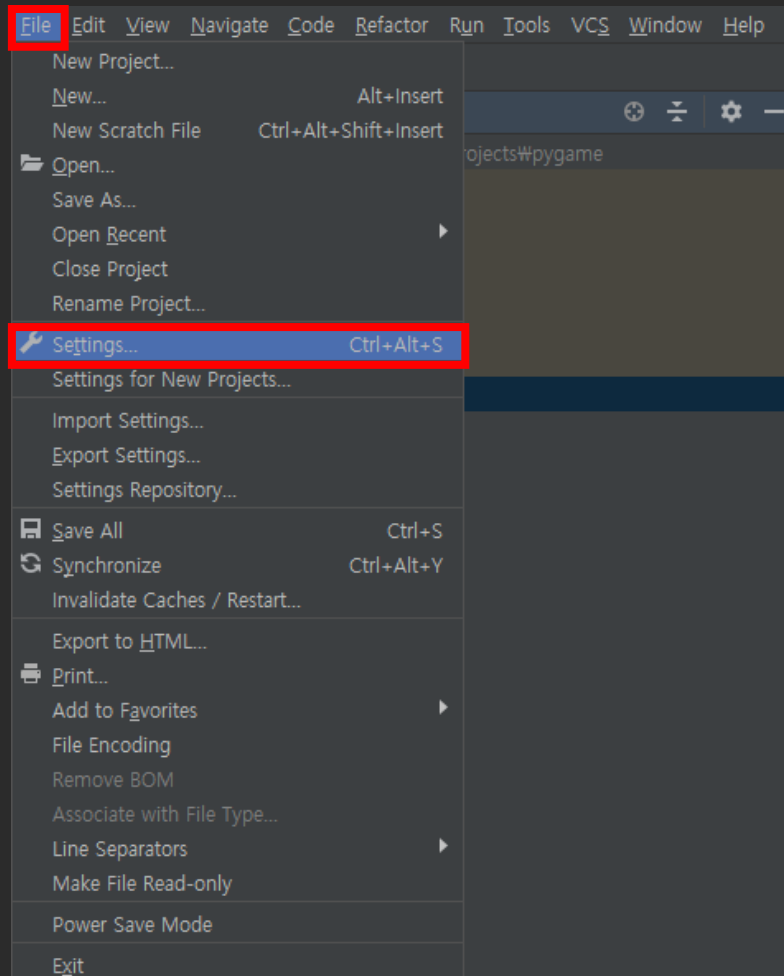 File Edit View Navigate Code Refactor Run Tools VCS Window Help
New Project...
New... Alt+Insert
New Scratch File Ctrl+Alt+Shift+Insert
ojects₩pygame
Open...
Save As...
Open Recent
Close Project
Rename Project...
Settings... Ctrl+Alt+S
Settings for New Projects...
Import Settings...
Export Settings...
Settings Repository...
Save All Ctrl+S
Synchronize Ctrl+Alt+Y
Invalidate Caches / Restart...
Export to HTML...
Print...
Add to Favorites
File Encoding
Remove BOM
Associate with File Type...
Line Separators
Make File Read-only
Power Save Mode
Exit